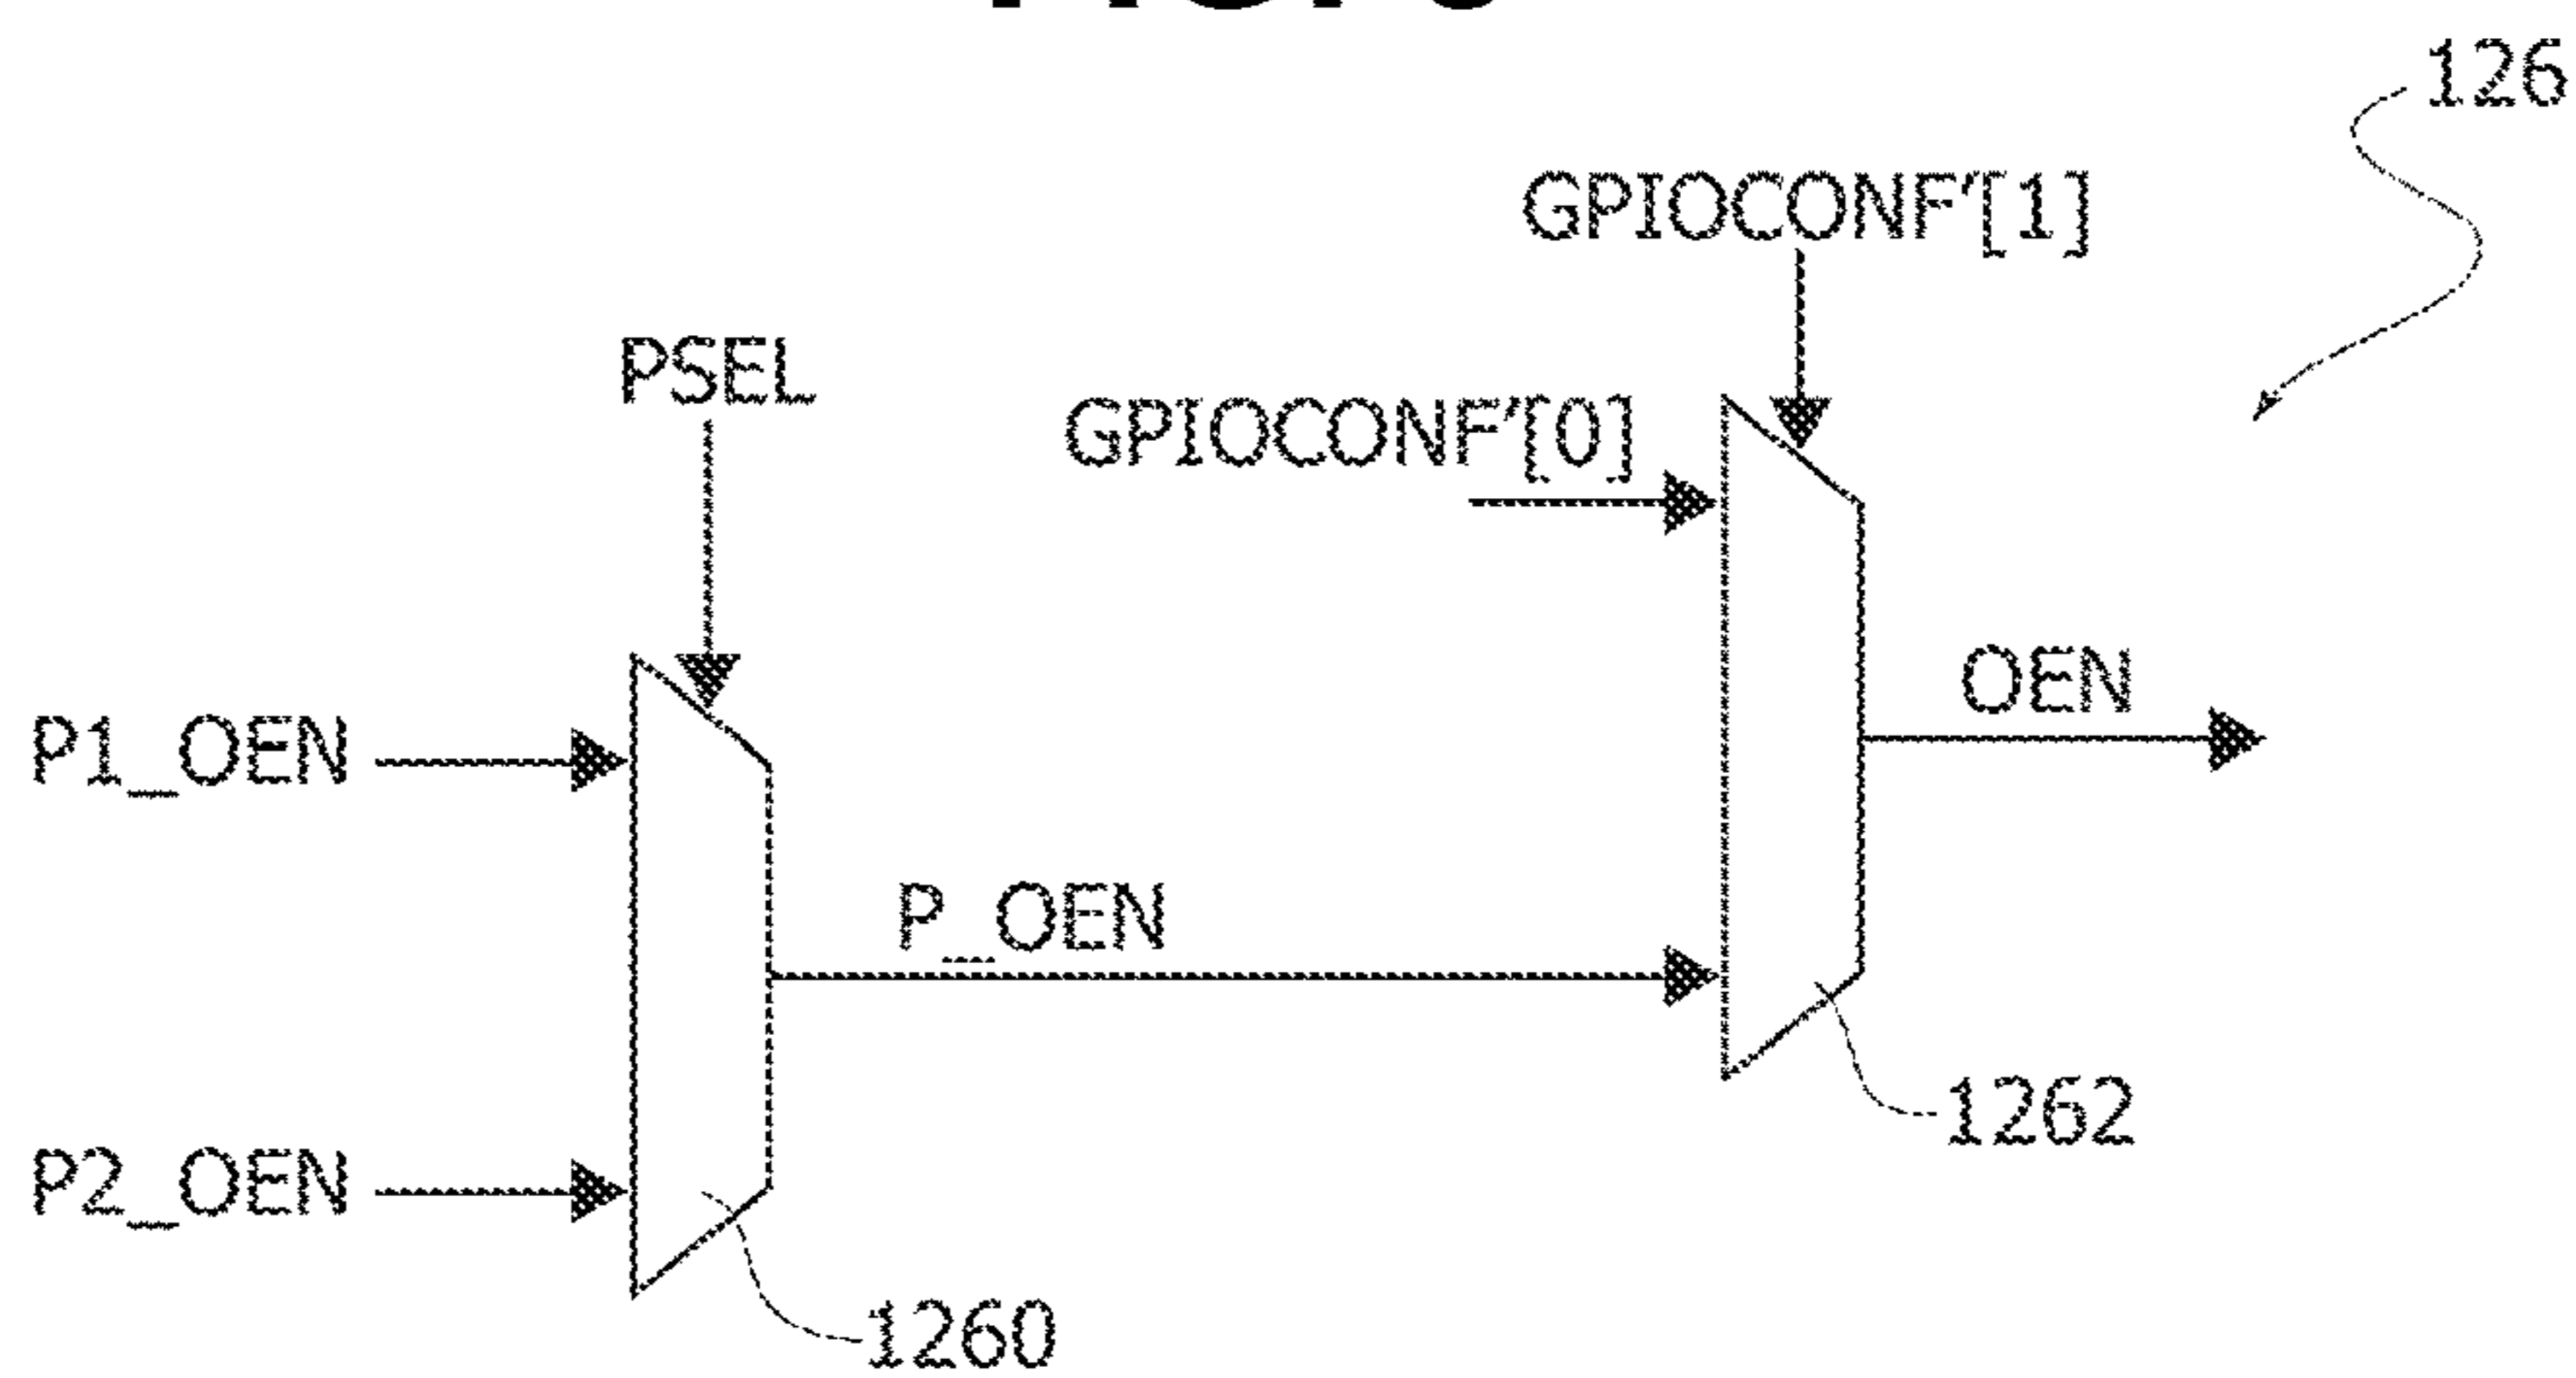 126
GPIOCONF'[1]
PSEL
GPIOCONF'[0]
OEN
P1_OEN
P_OEN
1262
P2_OEN
1260